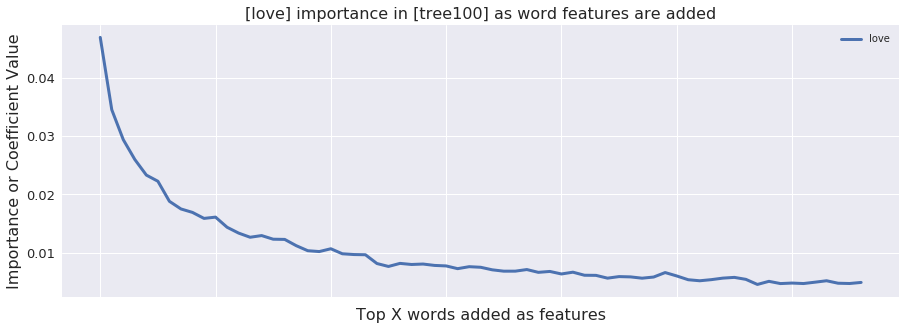 [love] importance in [tree100] as word features are added
love
Importance or Coefficient Value
0.04
0.03
0.02
0.01
Top X words added as features